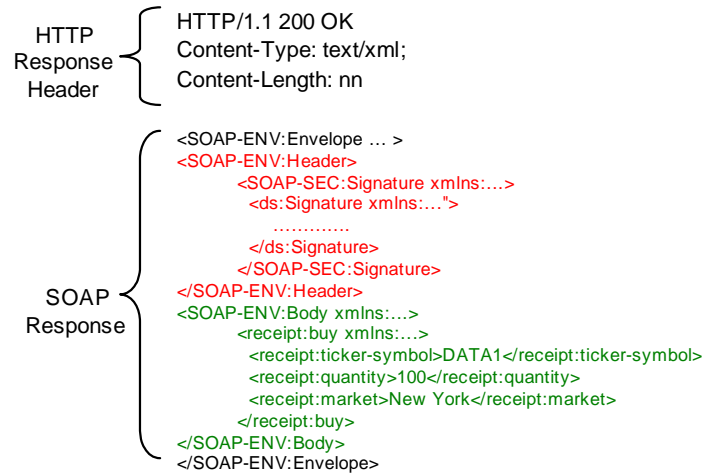 HTTP
Response
Header
HTTP/1.1 200 OK
Content-Type: text/xml;
Content-Length: nn
SOAP
Response
<SOAP-ENV:Envelope … >
<SOAP-ENV:Header>
<SOAP-SEC:Signature xmlns:…>
<ds:Signature xmlns:…">
………….
</ds:Signature>
</SOAP-SEC:Signature>
</SOAP-ENV:Header>
<SOAP-ENV:Body xmlns:…>
<receipt:buy xmlns:…>
<receipt:ticker-symbol>DATA1</receipt:ticker-symbol>
<receipt:quantity>100</receipt:quantity>
<receipt:market>New York</receipt:market>
</receipt:buy>
</SOAP-ENV:Body>
</SOAP-ENV:Envelope>